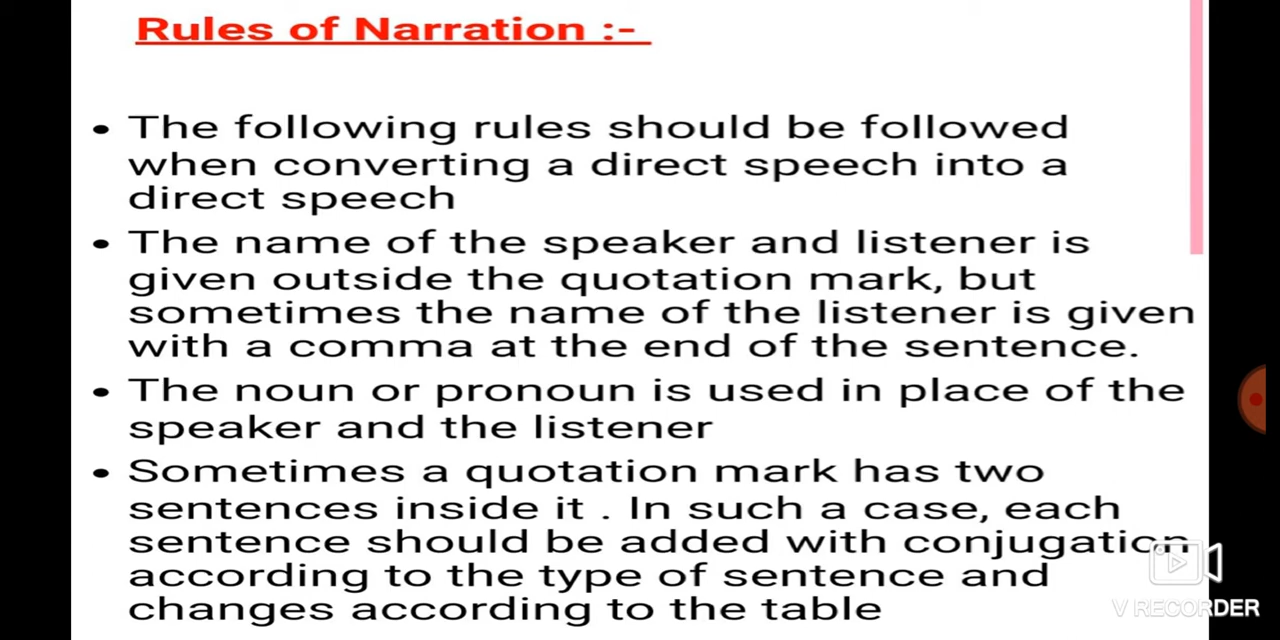 Rules of Narration :-
• The following rules should be followed
when converting a direct speech into a
direct speech
• The name of the speaker and listener is
given outside the quotation mark, but
sometimes the name of the listener is given
with a comma at the end of the sentence.
• The noun or pronoun is used in place of the
speaker and the listener
• Sometimes a quotation mark has two
sentences inside it . In such a case, each
sentence should be added with conjugation
according to the type of sentence and
changes according to the table
V RECORDER